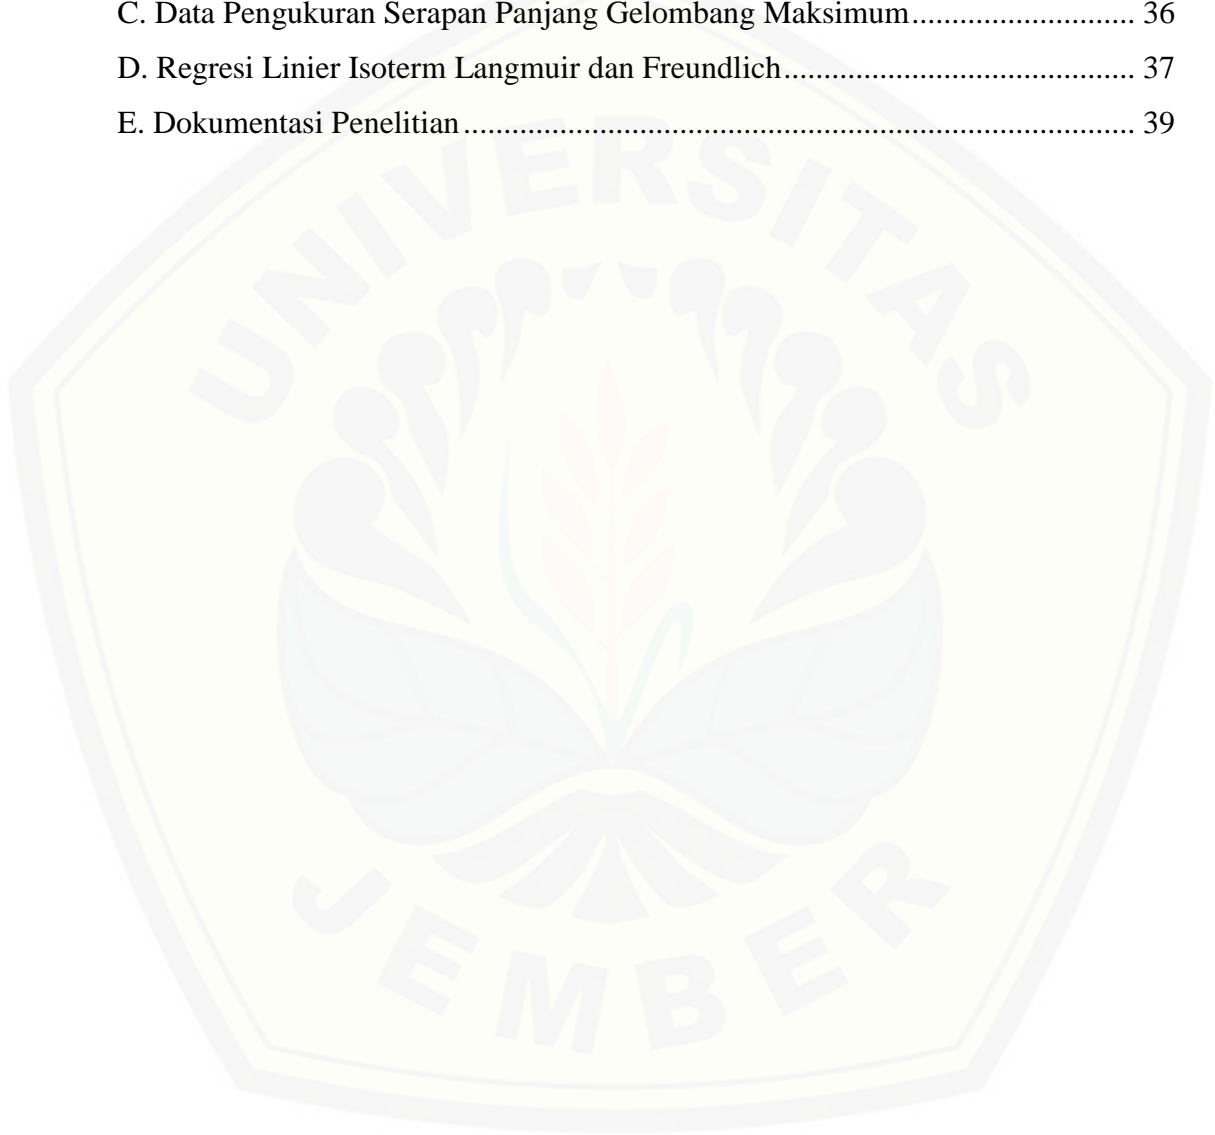 C. Data Pengukuran Serapan Panjang Gelombang Maksimum............................ 36
D. Regresi Linier Isoterm Langmuir dan Freundlich............................................ 37
E. Dokumentasi Penelitian.................................................................................... 39
UNIVERSITAS
JEMBER